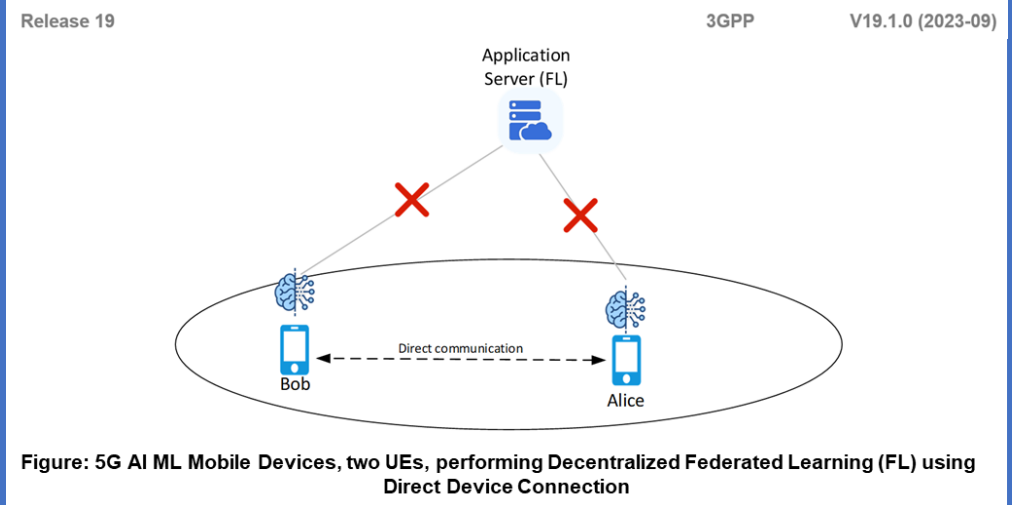 Release 19 3GPP V19.1.0 (2023-09)
Application
Server (FL)
Direct communication
Bob
Alice
Figure: 5G AI ML Mobile Devices, two UEs, performing Decentralized Federated Learning (FL) using
Direct Device Connection